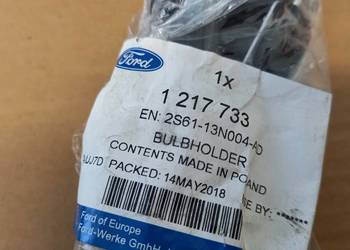 Ford
1x
1 217 733
EN: 2S61-13N004-AD
BULBHOLDER
CONTENTS MADE IN POLAND
PACKED: 14MAY2018
E BY: ------
Ford of Europe
Ford-Werke GmbH